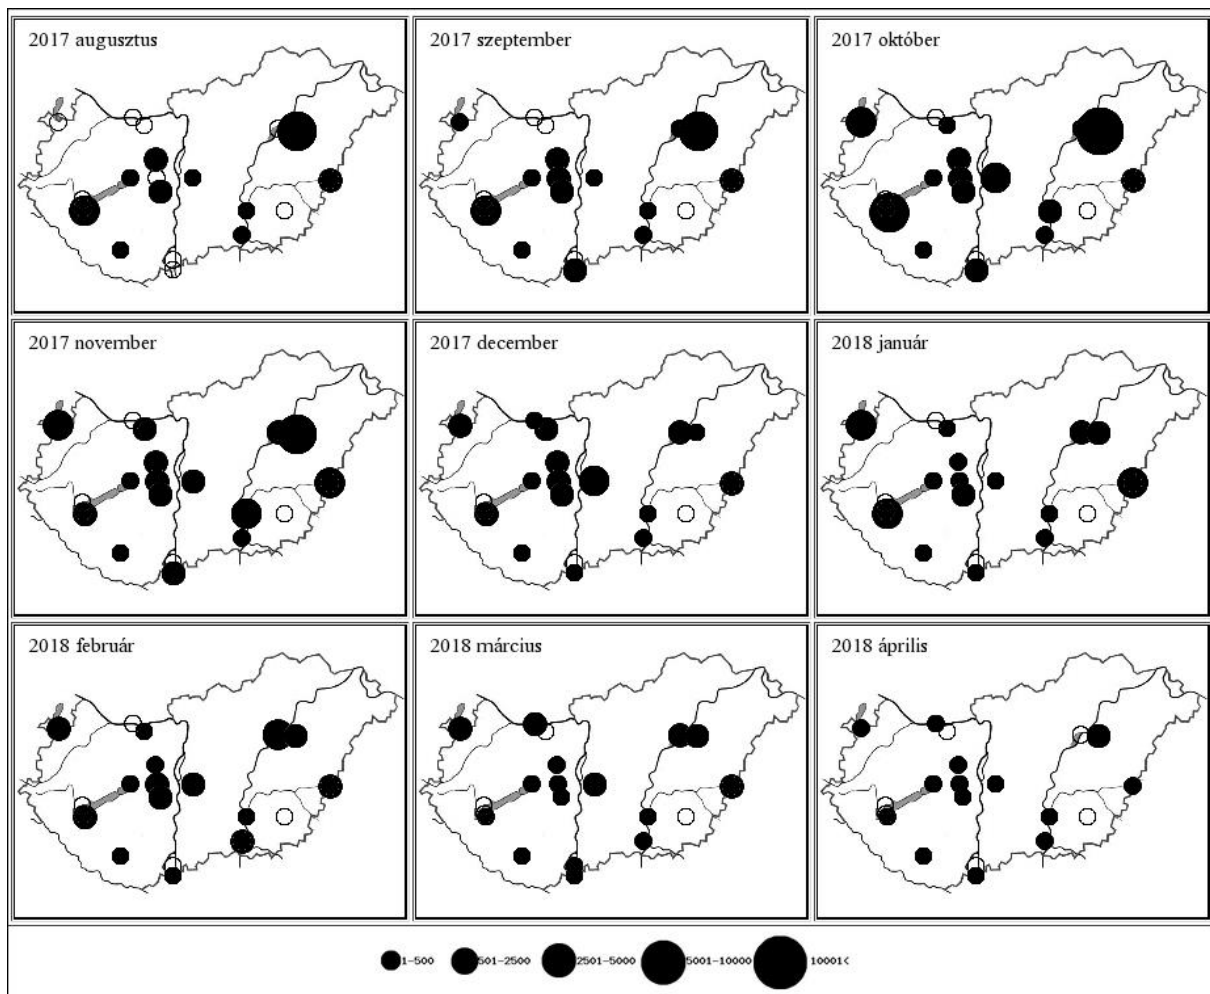 2017 augusztus
2017 szeptember
2017 október
2017 november
2017 december
2018 január
2018 február
2018 március
2018 április
1-500 501-2500 2501-5000 5001-10000 10001<